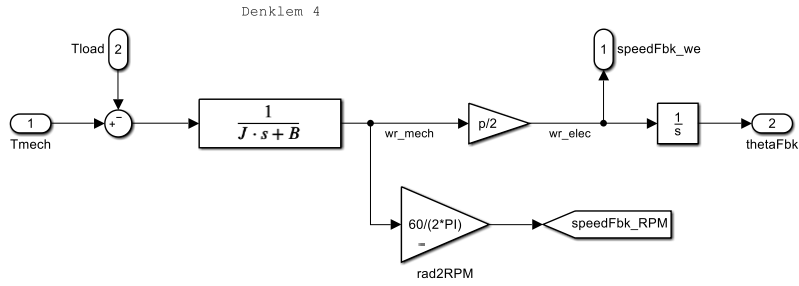 Denklem 4
Tload
2
1
speedFbk_we
1
Tmech
+
−
1
J · s + B
wr_mech
p/2
wr_elec
1
s
2
thetaFbk
60/(2*PI)
speedFbk_RPM
rad2RPM